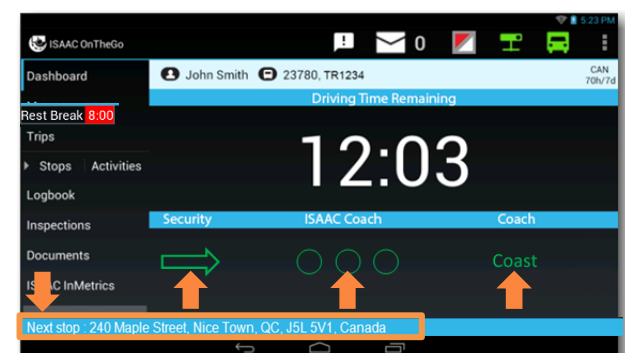 5:23 PM
ISAAC OnTheGo
0
Dashboard
John Smith 23780, TR1234
CAN
70h/7d
Driving Time Remaining
Rest Break 8:00
Trips
12:03
Stops Activities
Logbook
Inspections
Security ISAAC Coach Coach
Documents
Coast
InMetrics
Next stop : 240 Maple Street, Nice Town, QC, J5L 5V1, Canada